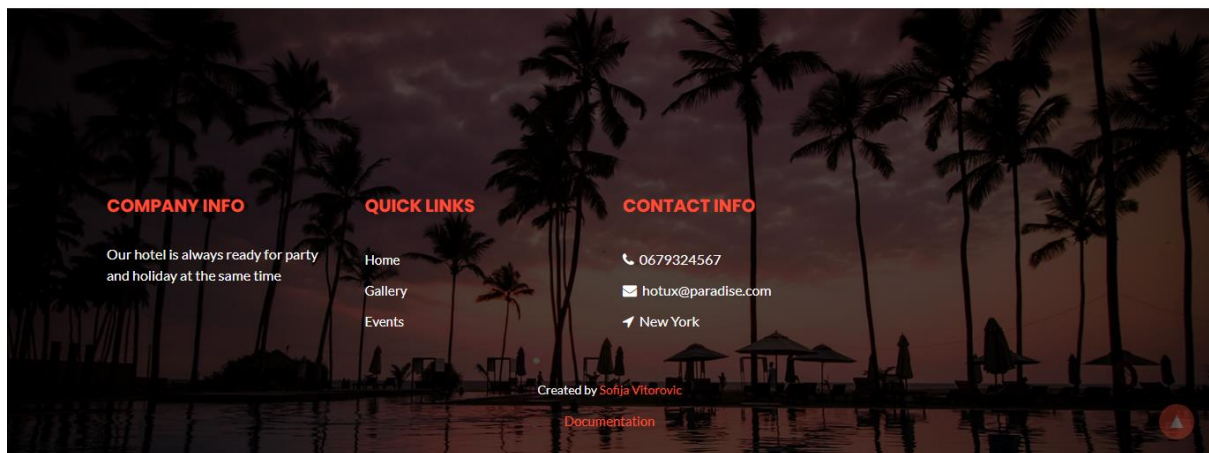 COMPANY INFO
Our hotel is always ready for party
and holiday at the same time
QUICK LINKS
Home
Gallery
Events
CONTACT INFO
0679324567
hotux@paradise.com
New York
Created by Sofija Vitorovic
Documentation